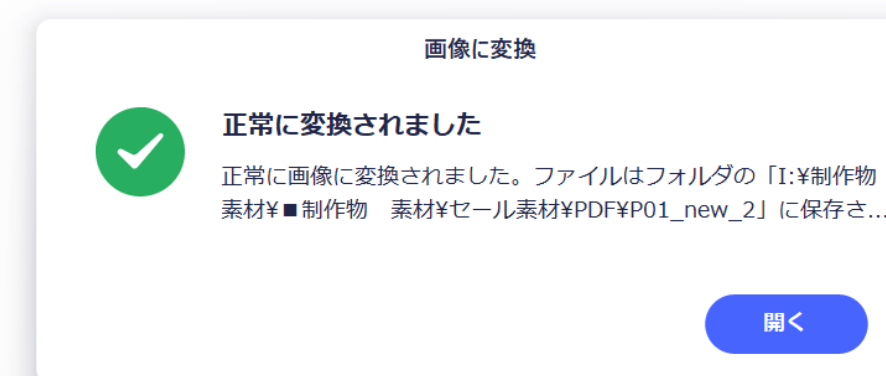 画像に変換
正常に変換されました
正常に画像に変換されました。ファイルはフォルダの「I:¥制作物
素材¥■制作物　素材¥セール素材¥PDF¥P01_new_2」に保存さ...
開く